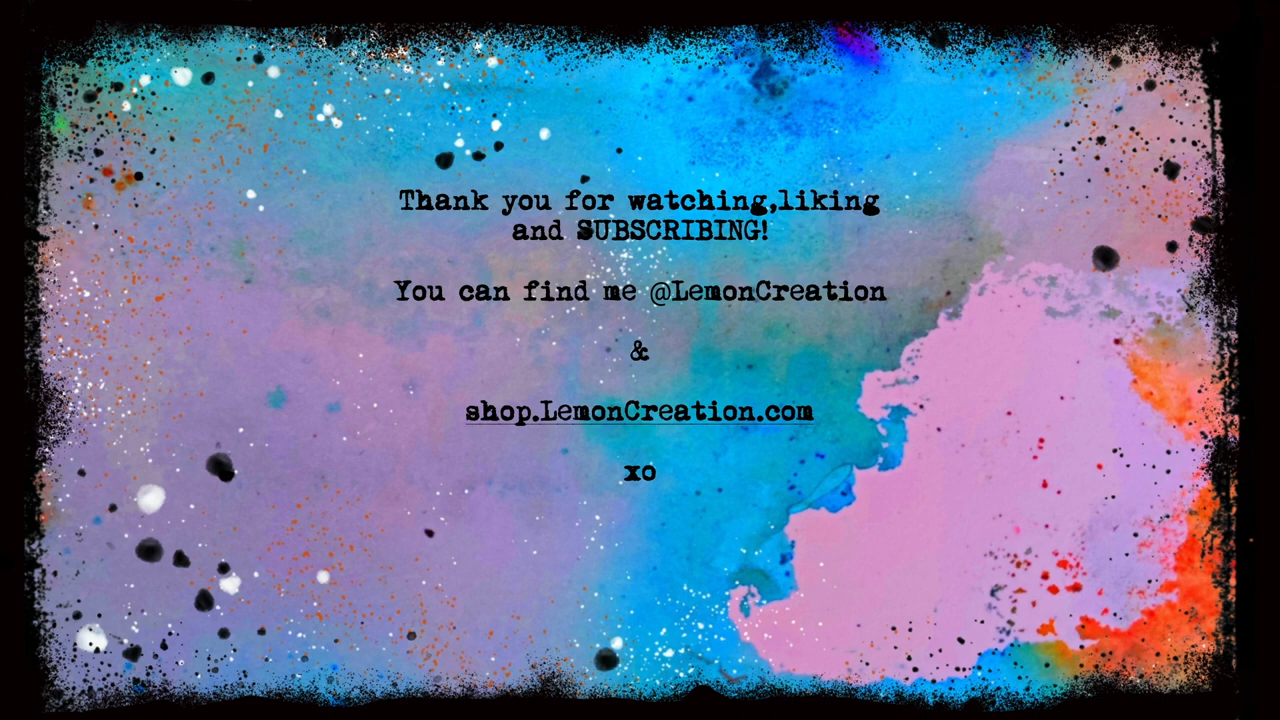 Thank you for watching,liking
and SUBSCRIBING!
You can find me @LemonCreation
&
shop.LemonCreation.com
xo